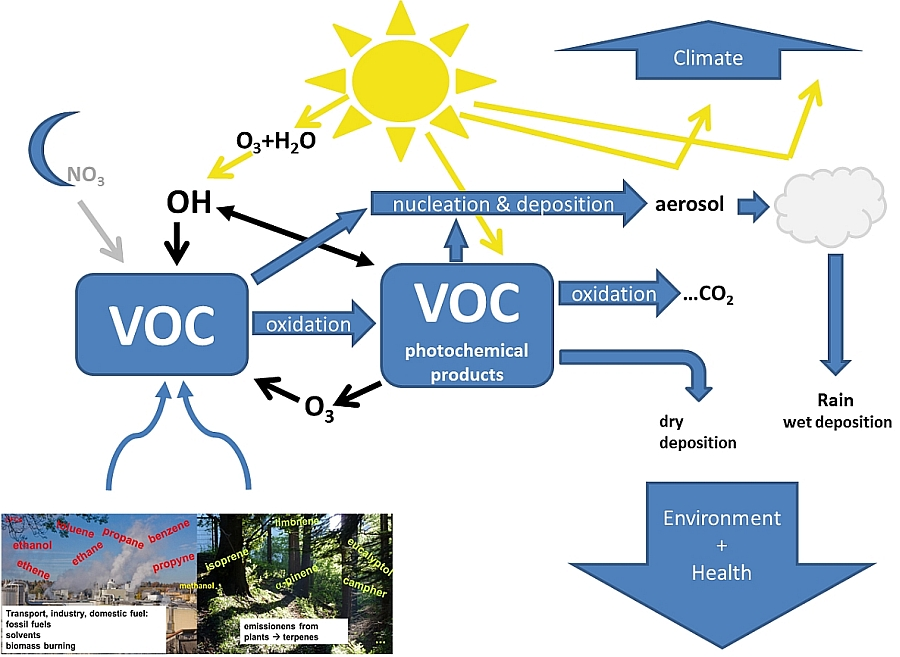 Climate
O₃+H₂O
NO₃
OH
nucleation & deposition
aerosol
VOC
oxidation
VOC
photochemical
products
oxidation
...CO₂
O₃
dry
deposition
Rain
wet deposition
Environment
+
Health
toluene
propane
benzene
ethanol
ethane
ethene
propyne
methanol
Transport, industry, domestic fuel:
fossil fuels
solvents
biomass burning
limonene
isoprene
eucalyptol
α-pinene
campher
emissionens from
plants → terpenes
...